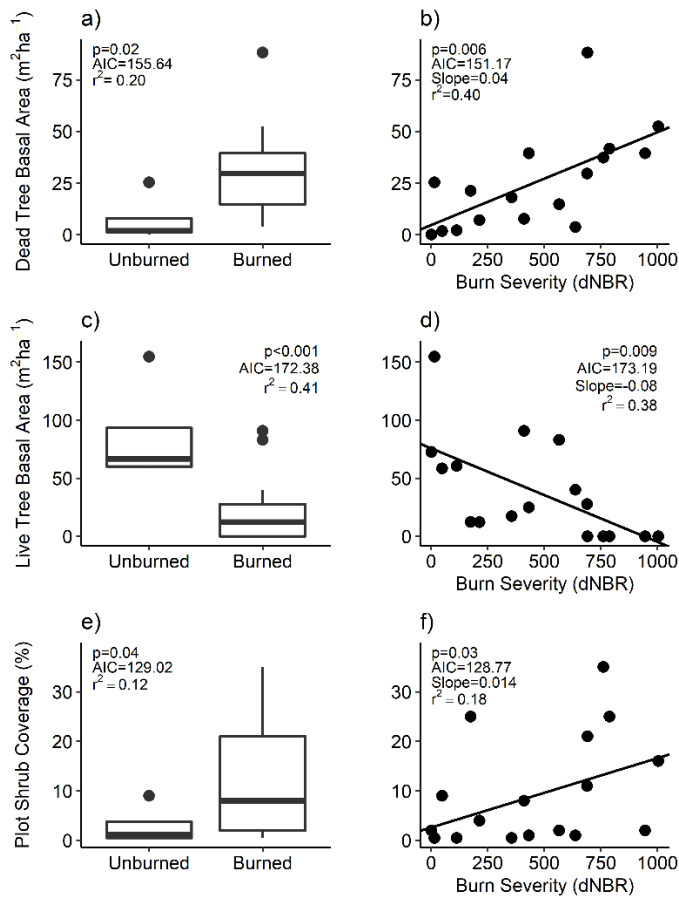 a)
p=0.02
AIC=155.64
r²= 0.20
Dead Tree Basal Area (m²ha⁻¹)
75
50
25
0
Unburned Burned
b)
p=0.006
AIC=151.17
Slope=0.04
r²=0.40
75
50
25
0
0 250 500 750 1000
Burn Severity (dNBR)
c)
p<0.001
AIC=172.38
r² = 0.41
Live Tree Basal Area (m²ha⁻¹)
150
100
50
0
Unburned Burned
d)
p=0.009
AIC=173.19
Slope=-0.08
r² = 0.38
150
100
50
0
0 250 500 750 1000
Burn Severity (dNBR)
e)
p=0.04
AIC=129.02
r² = 0.12
Plot Shrub Coverage (%)
30
20
10
0
Unburned Burned
f)
p=0.03
AIC=128.77
Slope=0.014
r² = 0.18
30
20
10
0
0 250 500 750 1000
Burn Severity (dNBR)